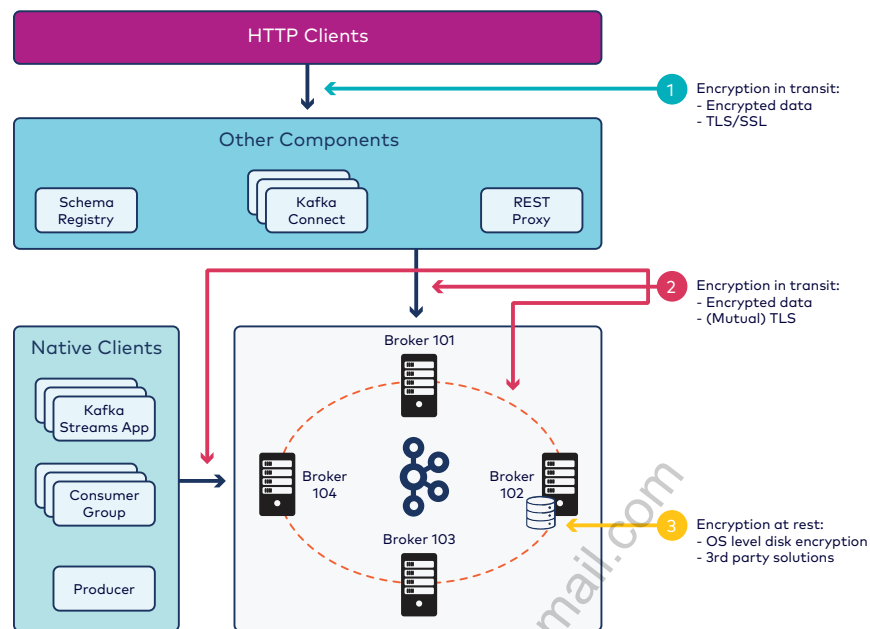 HTTP Clients
1
Encryption in transit:
- Encrypted data
- TLS/SSL
Other Components
Schema
Registry
Kafka
Connect
REST
Proxy
2
Encryption in transit:
- Encrypted data
- (Mutual) TLS
Native Clients
Kafka
Streams App
Consumer
Group
Producer
Broker 101
Broker
104
Broker
102
Broker 103
3
Encryption at rest:
- OS level disk encryption
- 3rd party solutions
mail.com